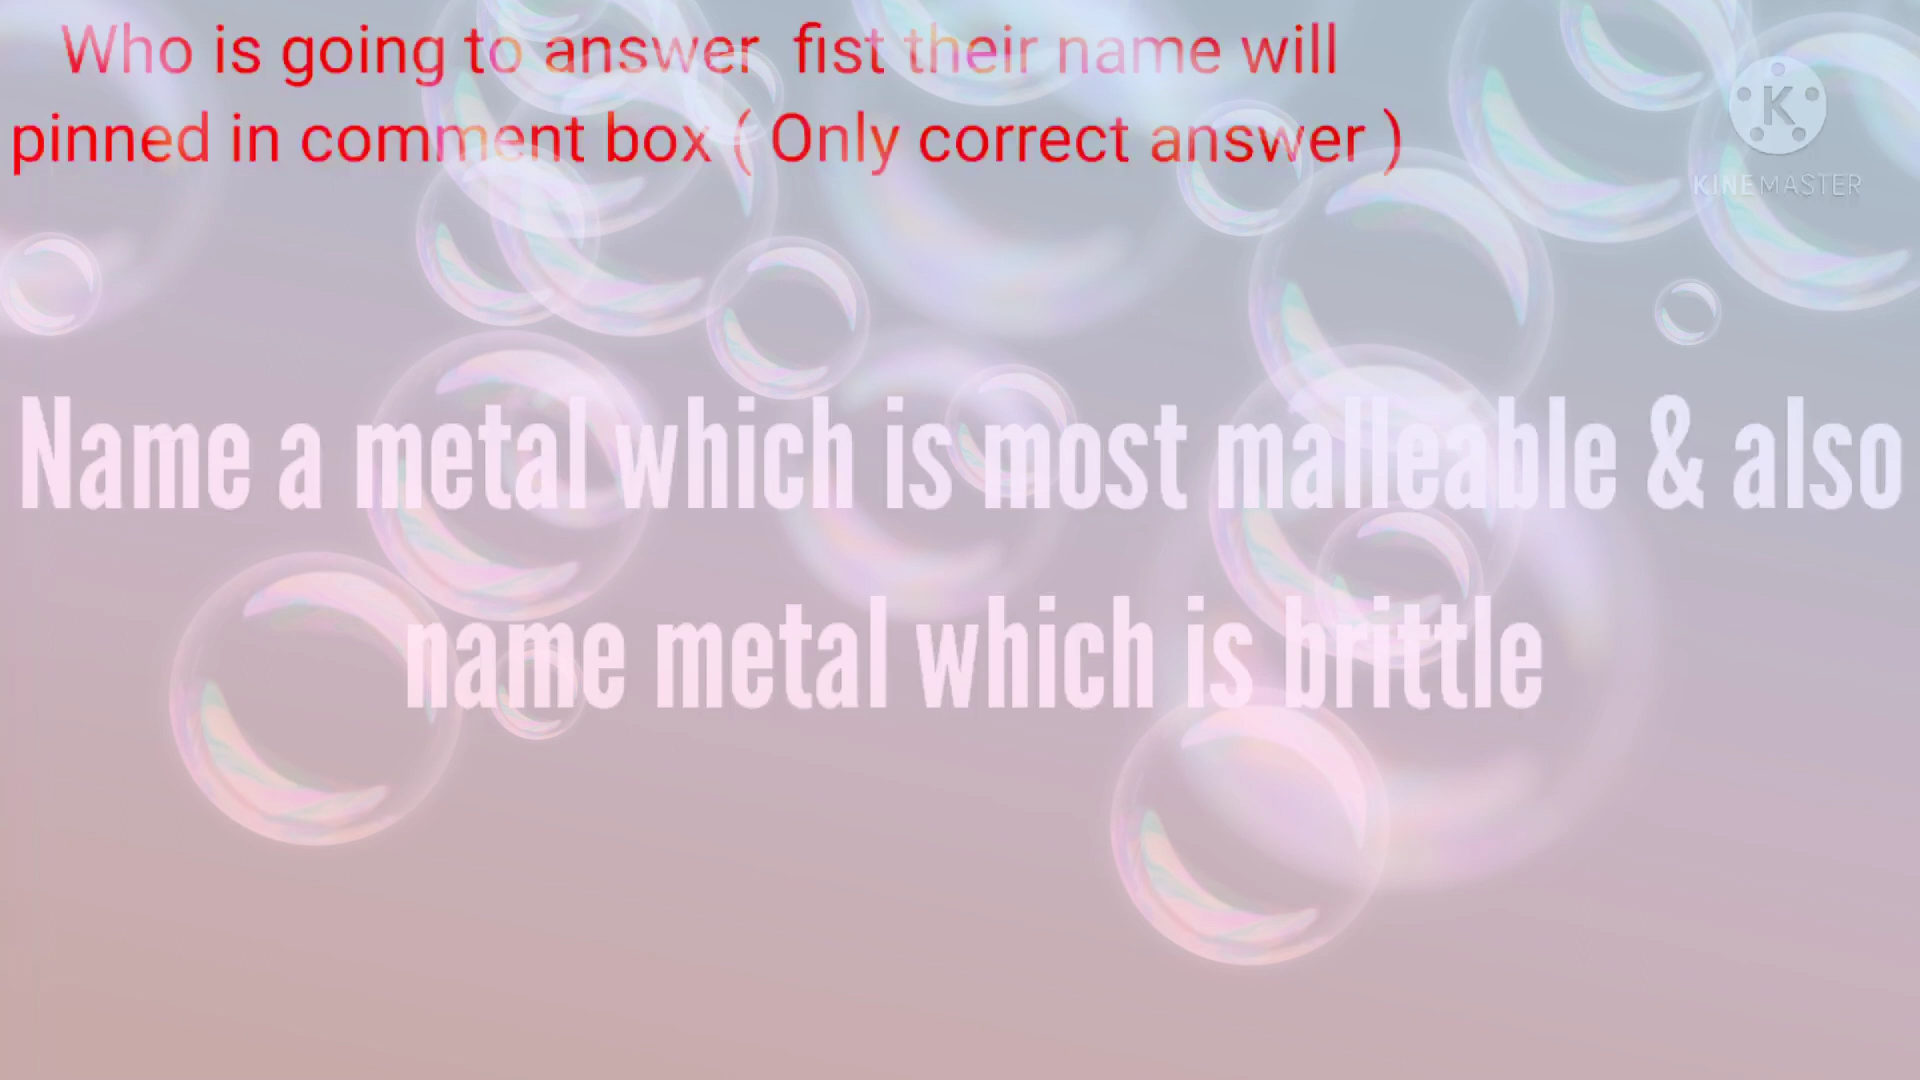 Who is going to answer fist their name will
pinned in comment box ( Only correct answer )
KINEMASTER
Name a metal which is most malleable & also
name metal which is brittle